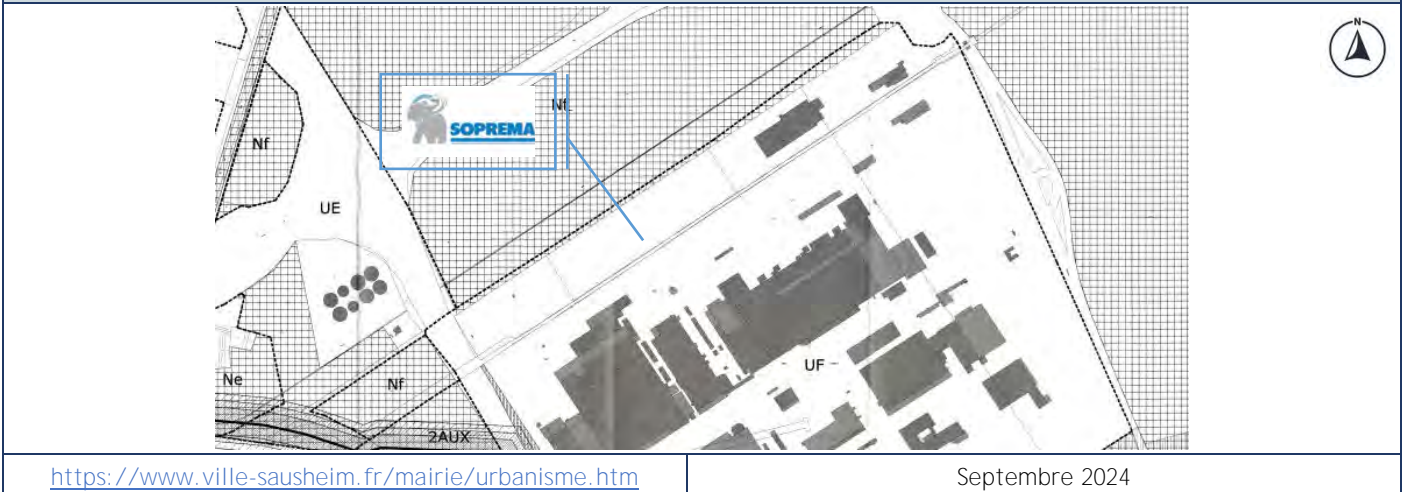 N
Nf
Nf
SOPREMA
UE
Ne
Nf
2AUX
UF
https://www.ville-sausheim.fr/mairie/urbanisme.htm
Septembre 2024